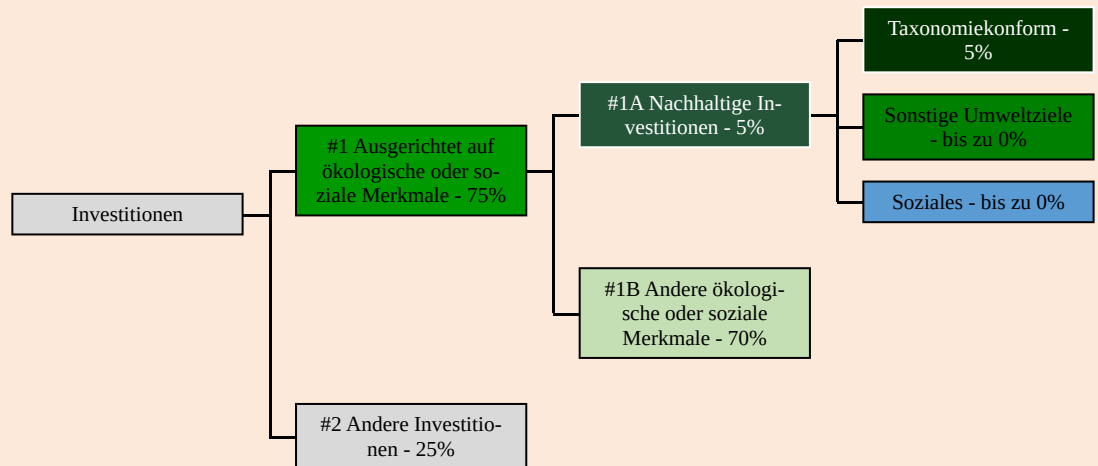 Investitionen
#1 Ausgerichtet auf
ökologische oder so-
ziale Merkmale - 75%
#2 Andere Investitio-
nen - 25%
#1A Nachhaltige In-
vestitionen - 5%
#1B Andere ökologi-
sche oder soziale
Merkmale - 70%
Taxonomiekonform -
5%
Sonstige Umweltziele
- bis zu 0%
Soziales - bis zu 0%